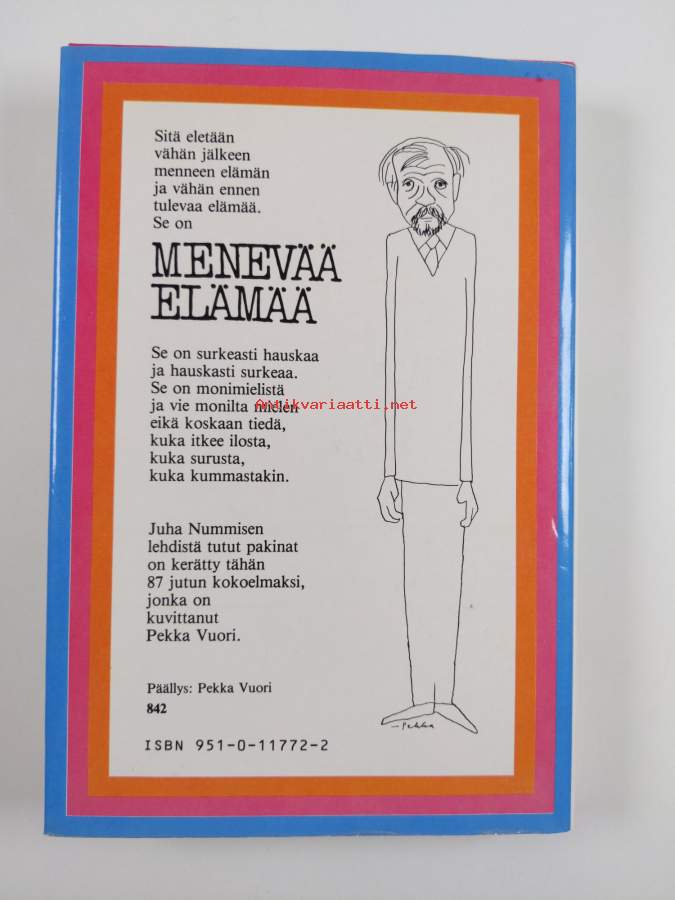 Sitä eletään
vähän jälkeen
menneen elämän
ja vähän ennen
tulevaa elämää.
Se on
MENEVÄÄ
ELÄMÄÄ
Se on surkeasti hauskaa
ja hauskasti surkeaa.
Se on monimielistä
ja vie monilta mielen
Antikvariaatti.net
eikä koskaan tiedä,
kuka itkee ilosta,
kuka surusta,
kuka kummastakin.
Juha Nummisen
lehdistä tutut pakinat
on kerätty tähän
87 jutun kokoelmaksi,
jonka on
kuvittanut
Pekka Vuori.
Päällys: Pekka Vuori
842
ISBN 951-0-11772-2
-Pekka